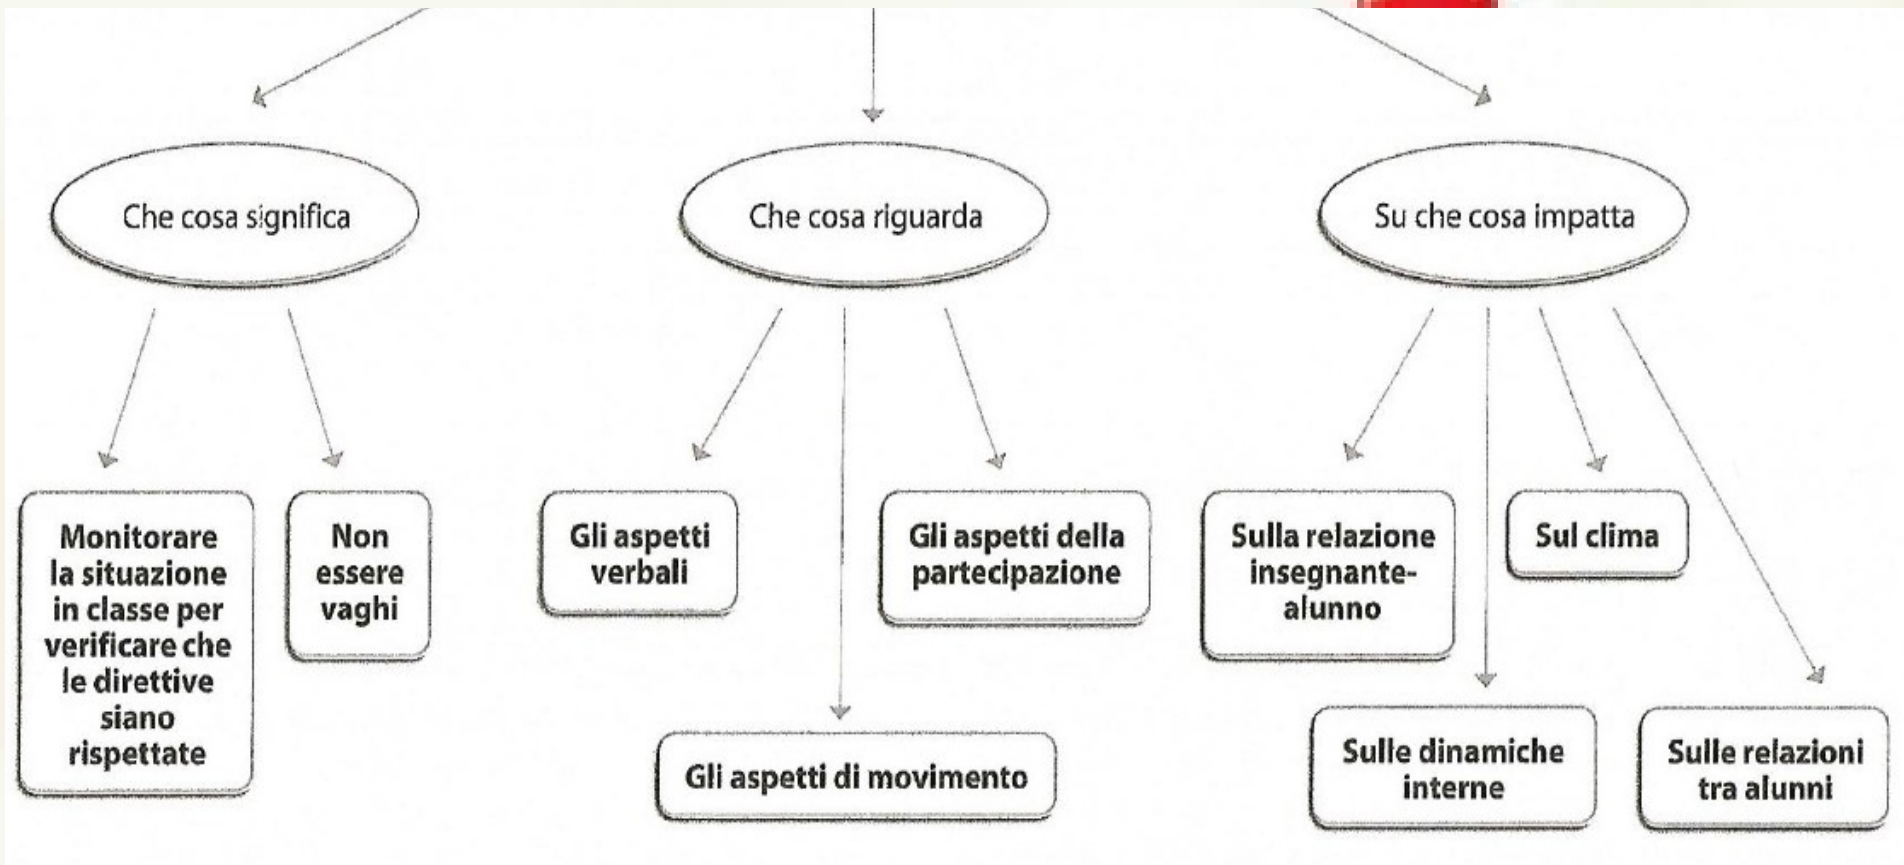 Che cosa significa
Che cosa riguarda
Su che cosa impatta
Monitorare
la situazione
in classe per
verificare che
le direttive
siano
rispettate
Non
essere
vaghi
Gli aspetti
verbali
Gli aspetti di movimento
Gli aspetti della
partecipazione
Sulla relazione
insegnante-
alunno
Sulle dinamiche
interne
Sul clima
Sulle relazioni
tra alunni